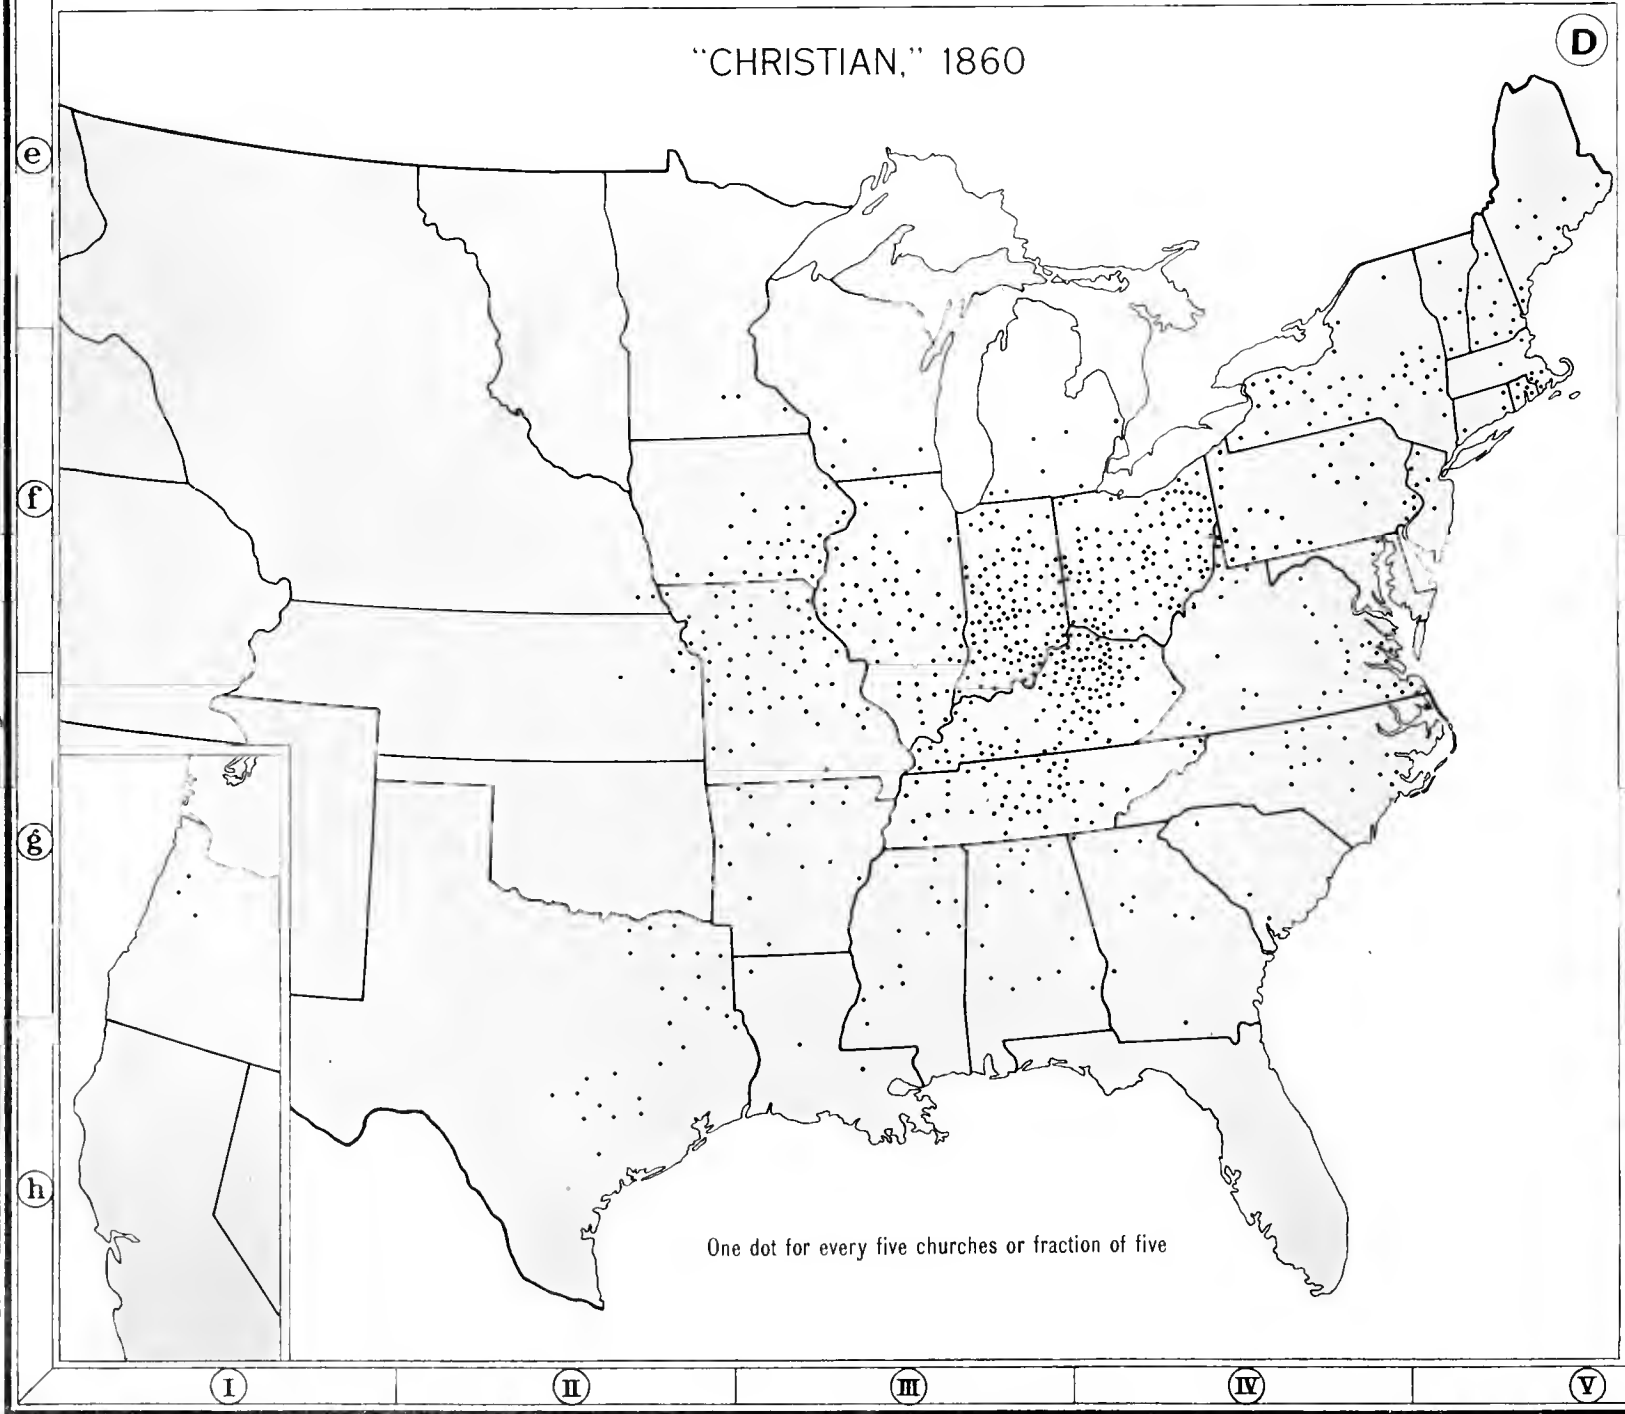 "CHRISTIAN," 1860
D
e
f
g
h
One dot for every five churches or fraction of five
I
II
III
IV
V